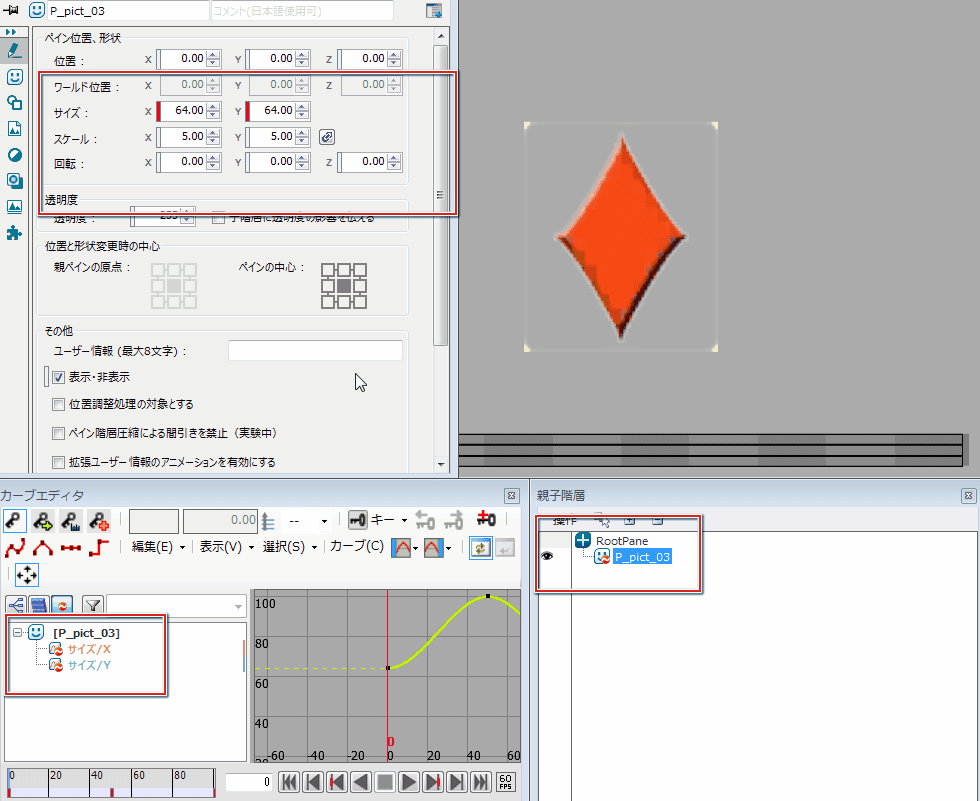 P_pict_03 コメント(日本語使用可)
ペイン位置、形状
位置 : X 0.00 Y 0.00 Z 0.00
ワールド位置 : X 0.00 Y 0.00 Z 0.00
サイズ : X 64.00 Y 64.00
スケール : X 5.00 Y 5.00
回転 : X 0.00 Y 0.00 Z 0.00
透明度
透明度 : 255 子階層に透明度の影響を伝える
位置と形状変更時の中心
親ペインの原点 : ペインの中心 :
その他
ユーザー情報 (最大8文字) :
表示・非表示
位置調整処理の対象とする
ペイン階層圧縮による間引きを禁止（実験中）
拡張ユーザー情報のアニメーションを有効にする
カーブエディタ
0.00 -- キー
編集(E) 表示(V) 選択(S) カーブ(C)
[P_pict_03]
サイズ/X
サイズ/Y
100
80
60
40
0
-60 -40 -20 0 20 40 60
0 20 40 60 80
0 60 FPS
親子階層
操作
RootPane
P_pict_03